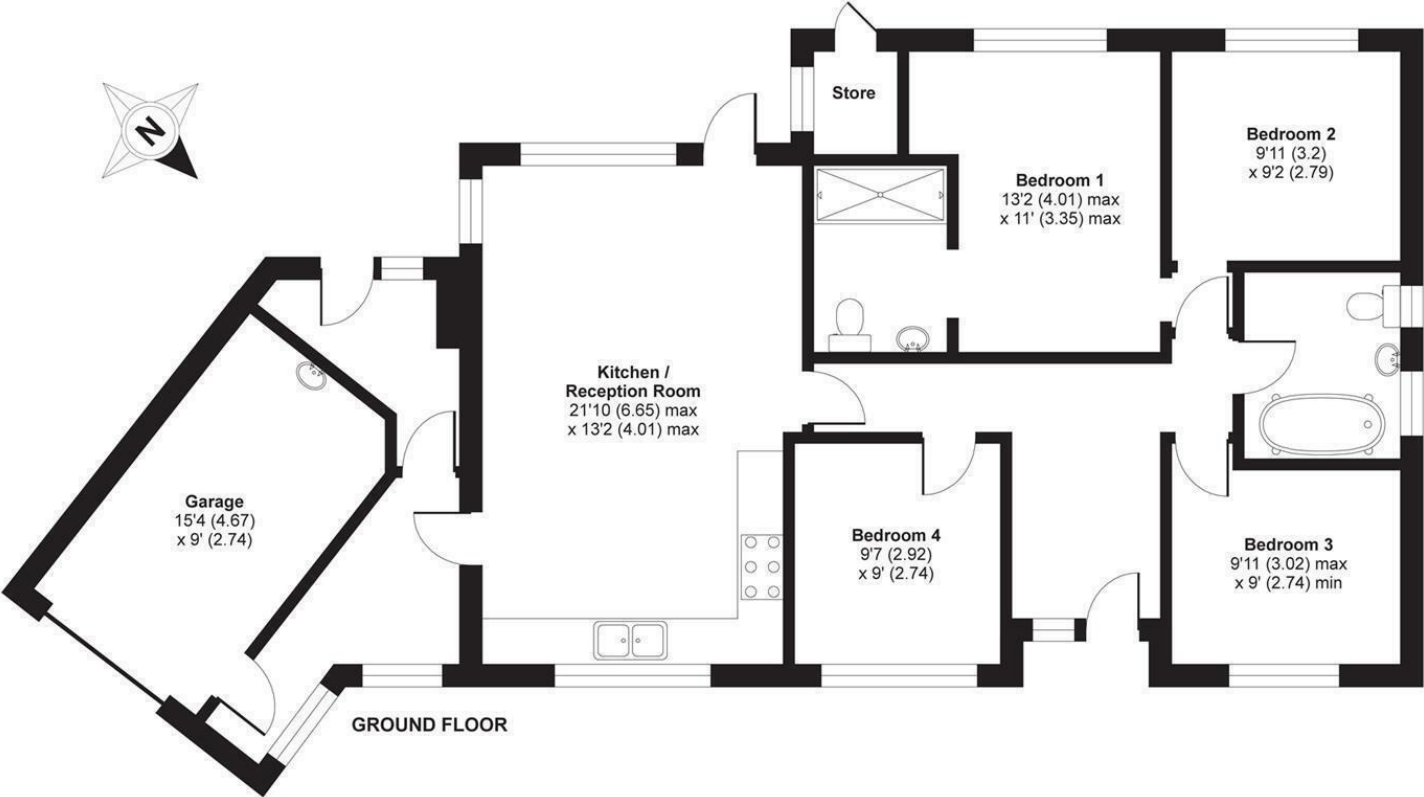 N
Store
Bedroom 1
13'2 (4.01) max
x 11' (3.35) max
Bedroom 2
9'11 (3.2)
x 9'2 (2.79)
Kitchen /
Reception Room
21'10 (6.65) max
x 13'2 (4.01) max
Garage
15'4 (4.67)
x 9' (2.74)
Bedroom 4
9'7 (2.92)
x 9' (2.74)
Bedroom 3
9'11 (3.02) max
x 9' (2.74) min
GROUND FLOOR